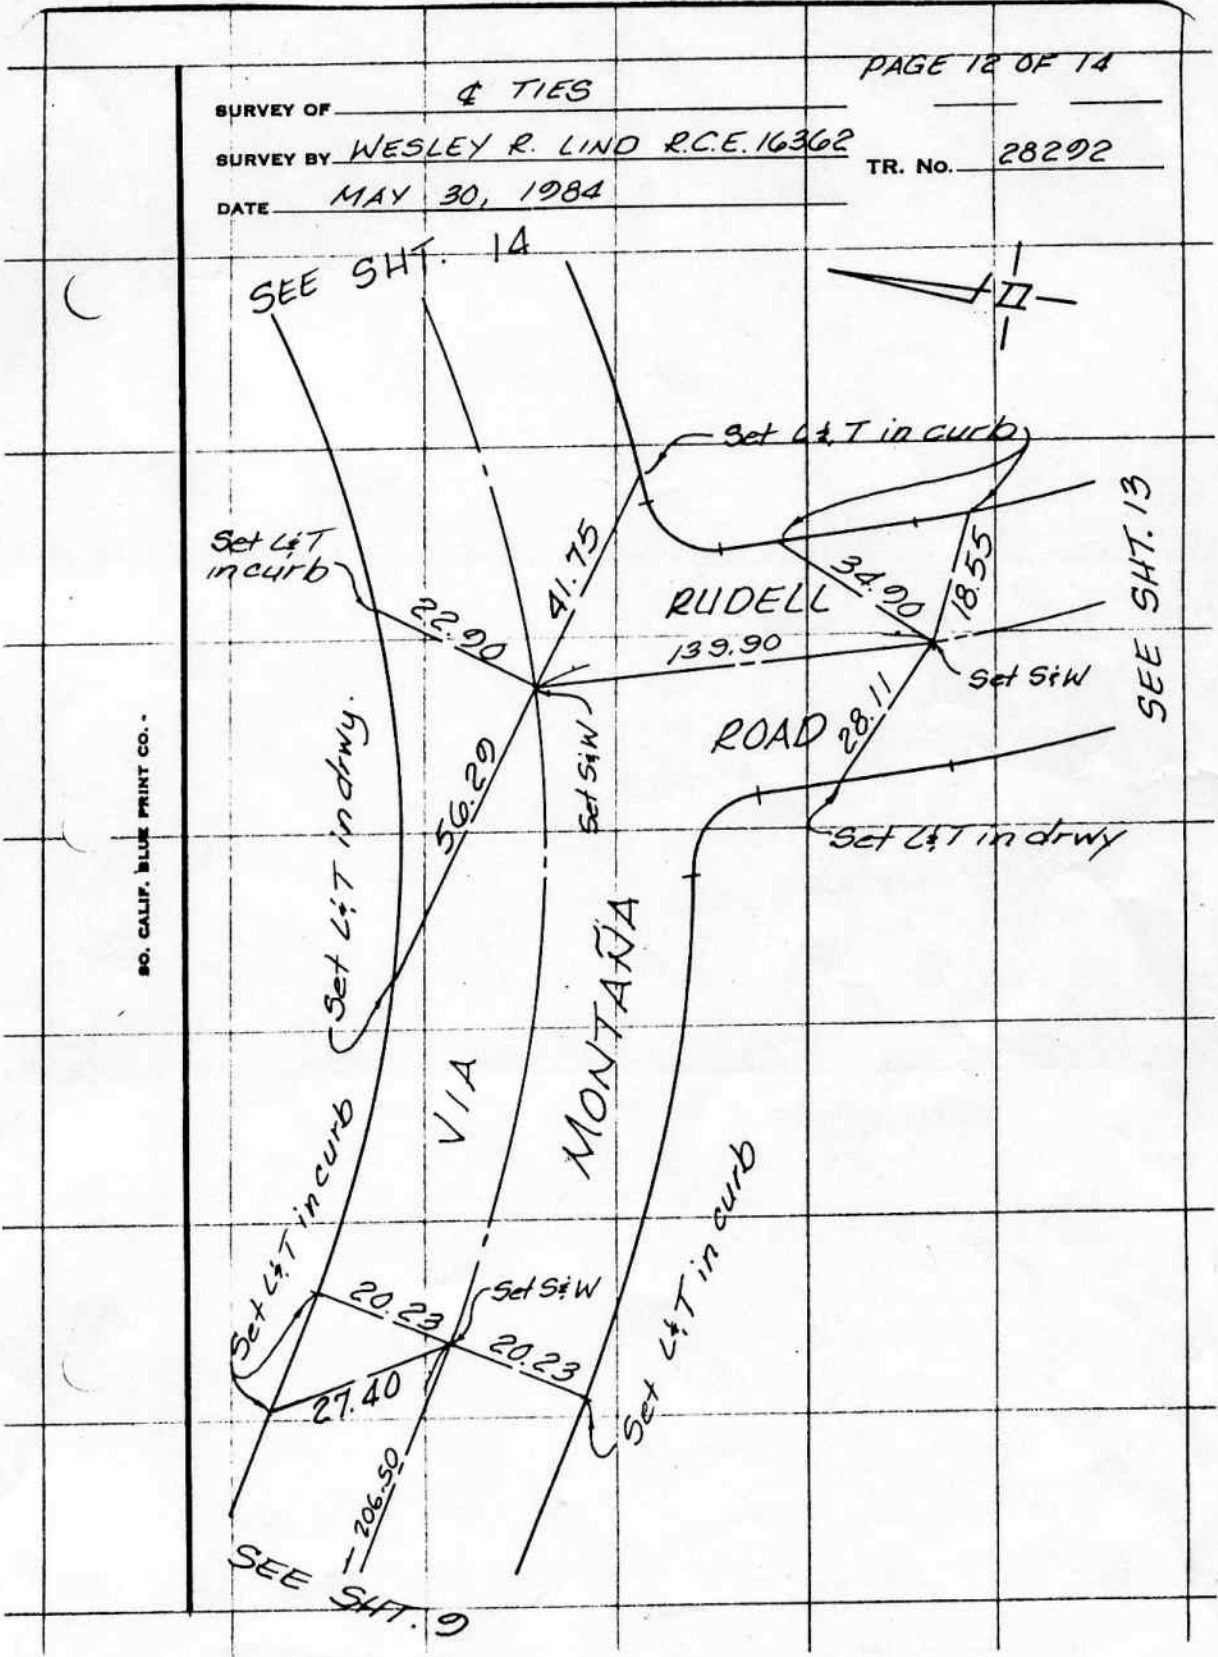 PAGE 12 OF 14
SURVEY OF ℄ TIES
SURVEY BY WESLEY R. LIND R.C.E. 16362
TR. No. 28292
DATE MAY 30, 1984
SEE SHT. 14
Set L&T in curb
SEE SHT. 13
Set L&T
in curb
22.90
41.75
34.90
18.55
RUDELL
139.90
Set S&W
ROAD
28.11
Set S&W
Set L&T in drwy
Set L&T in drwy.
56.29
SO. CALIF. BLUE PRINT CO.
VIA
MONTAÑA
Set L&T in curb
20.23
Set S&W
20.23
27.40
Set L&T in curb
206.50
SEE SHT. 9